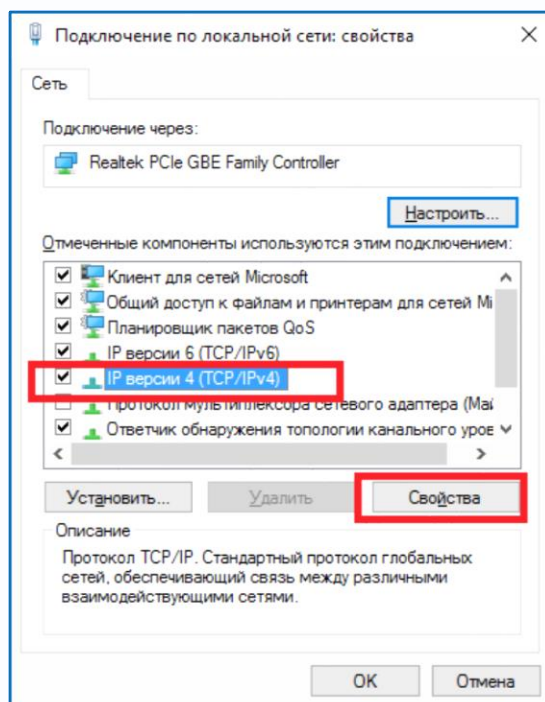 Подключение по локальной сети: свойства
Сеть
Подключение через:
Realtek PCIe GBE Family Controller
Настроить...
Отмеченные компоненты используются этим подключением:
Клиент для сетей Microsoft
Общий доступ к файлам и принтерам для сетей Mi
Планировщик пакетов QoS
IP версии 6 (TCP/IPv6)
IP версии 4 (TCP/IPv4)
Протокол мультиплексора сетевого адаптера (Май
Ответчик обнаружения топологии канального уров
Установить...
Удалить
Свойства
Описание
Протокол TCP/IP. Стандартный протокол глобальных
сетей, обеспечивающий связь между различными
взаимодействующими сетями.
OK
Отмена